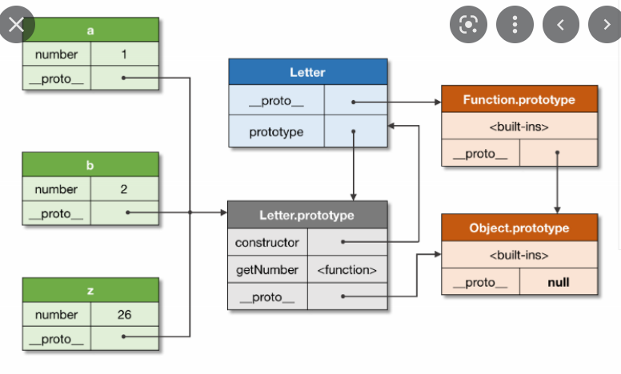 a
number 1
__proto__
b
number 2
__proto__
z
number 26
__proto__
Letter
__proto__
prototype
Letter.prototype
constructor
getNumber <function>
__proto__
Function.prototype
<built-ins>
__proto__
Object.prototype
<built-ins>
__proto__ null